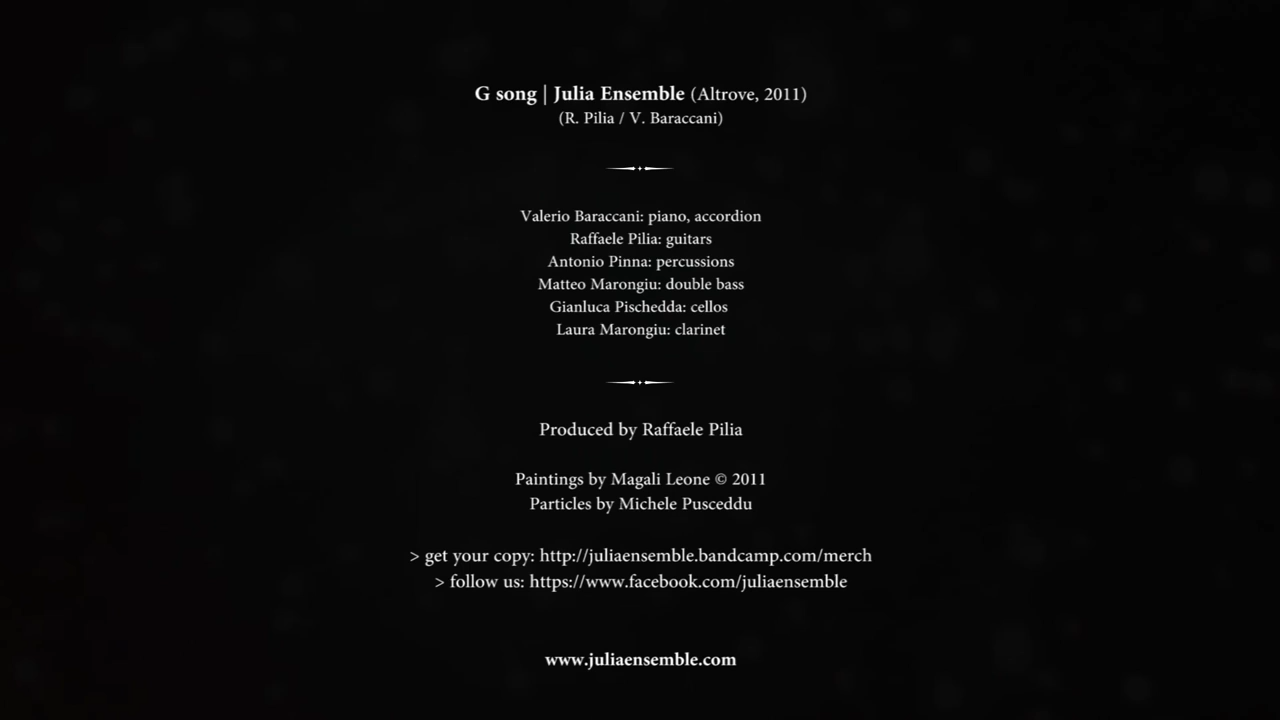 G song | Julia Ensemble (Altrove, 2011)
(R. Pilia / V. Baraccani)
Valerio Baraccani: piano, accordion
Raffaele Pilia: guitars
Antonio Pinna: percussions
Matteo Marongiu: double bass
Gianluca Pischedda: cellos
Laura Marongiu: clarinet
Produced by Raffaele Pilia
Paintings by Magali Leone © 2011
Particles by Michele Pusceddu
> get your copy: http://juliaensemble.bandcamp.com/merch
> follow us: https://www.facebook.com/juliaensemble
www.juliaensemble.com